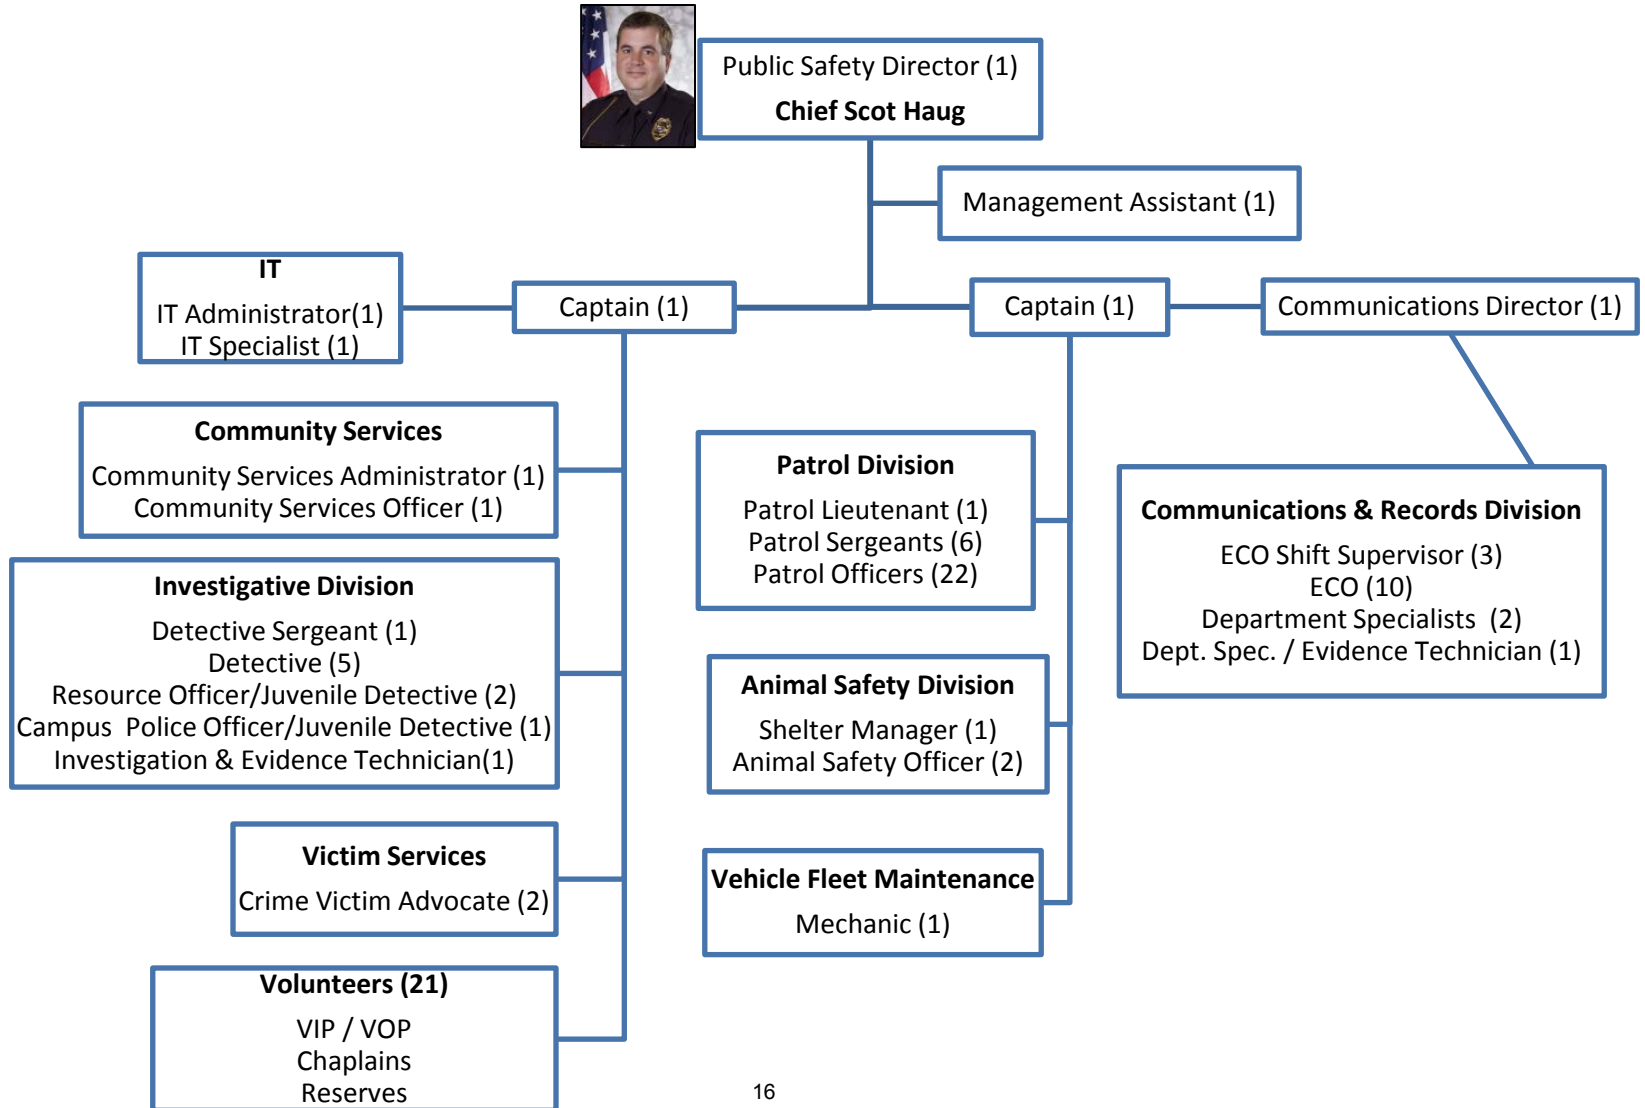 Public Safety Director (1)
Chief Scot Haug
Management Assistant (1)
IT
IT Administrator(1)
IT Specialist (1)
Captain (1)
Captain (1)
Communications Director (1)
Community Services
Community Services Administrator (1)
Community Services Officer (1)
Investigative Division
Detective Sergeant (1)
Detective (5)
Resource Officer/Juvenile Detective (2)
Campus  Police Officer/Juvenile Detective (1)
Investigation & Evidence Technician(1)
Victim Services
Crime Victim Advocate (2)
Volunteers (21)
VIP / VOP
Chaplains
Reserves
Patrol Division
Patrol Lieutenant (1)
Patrol Sergeants (6)
Patrol Officers (22)
Animal Safety Division
Shelter Manager (1)
Animal Safety Officer (2)
Vehicle Fleet Maintenance
Mechanic (1)
Communications & Records Division
ECO Shift Supervisor (3)
ECO (10)
Department Specialists  (2)
Dept. Spec. / Evidence Technician (1)
16